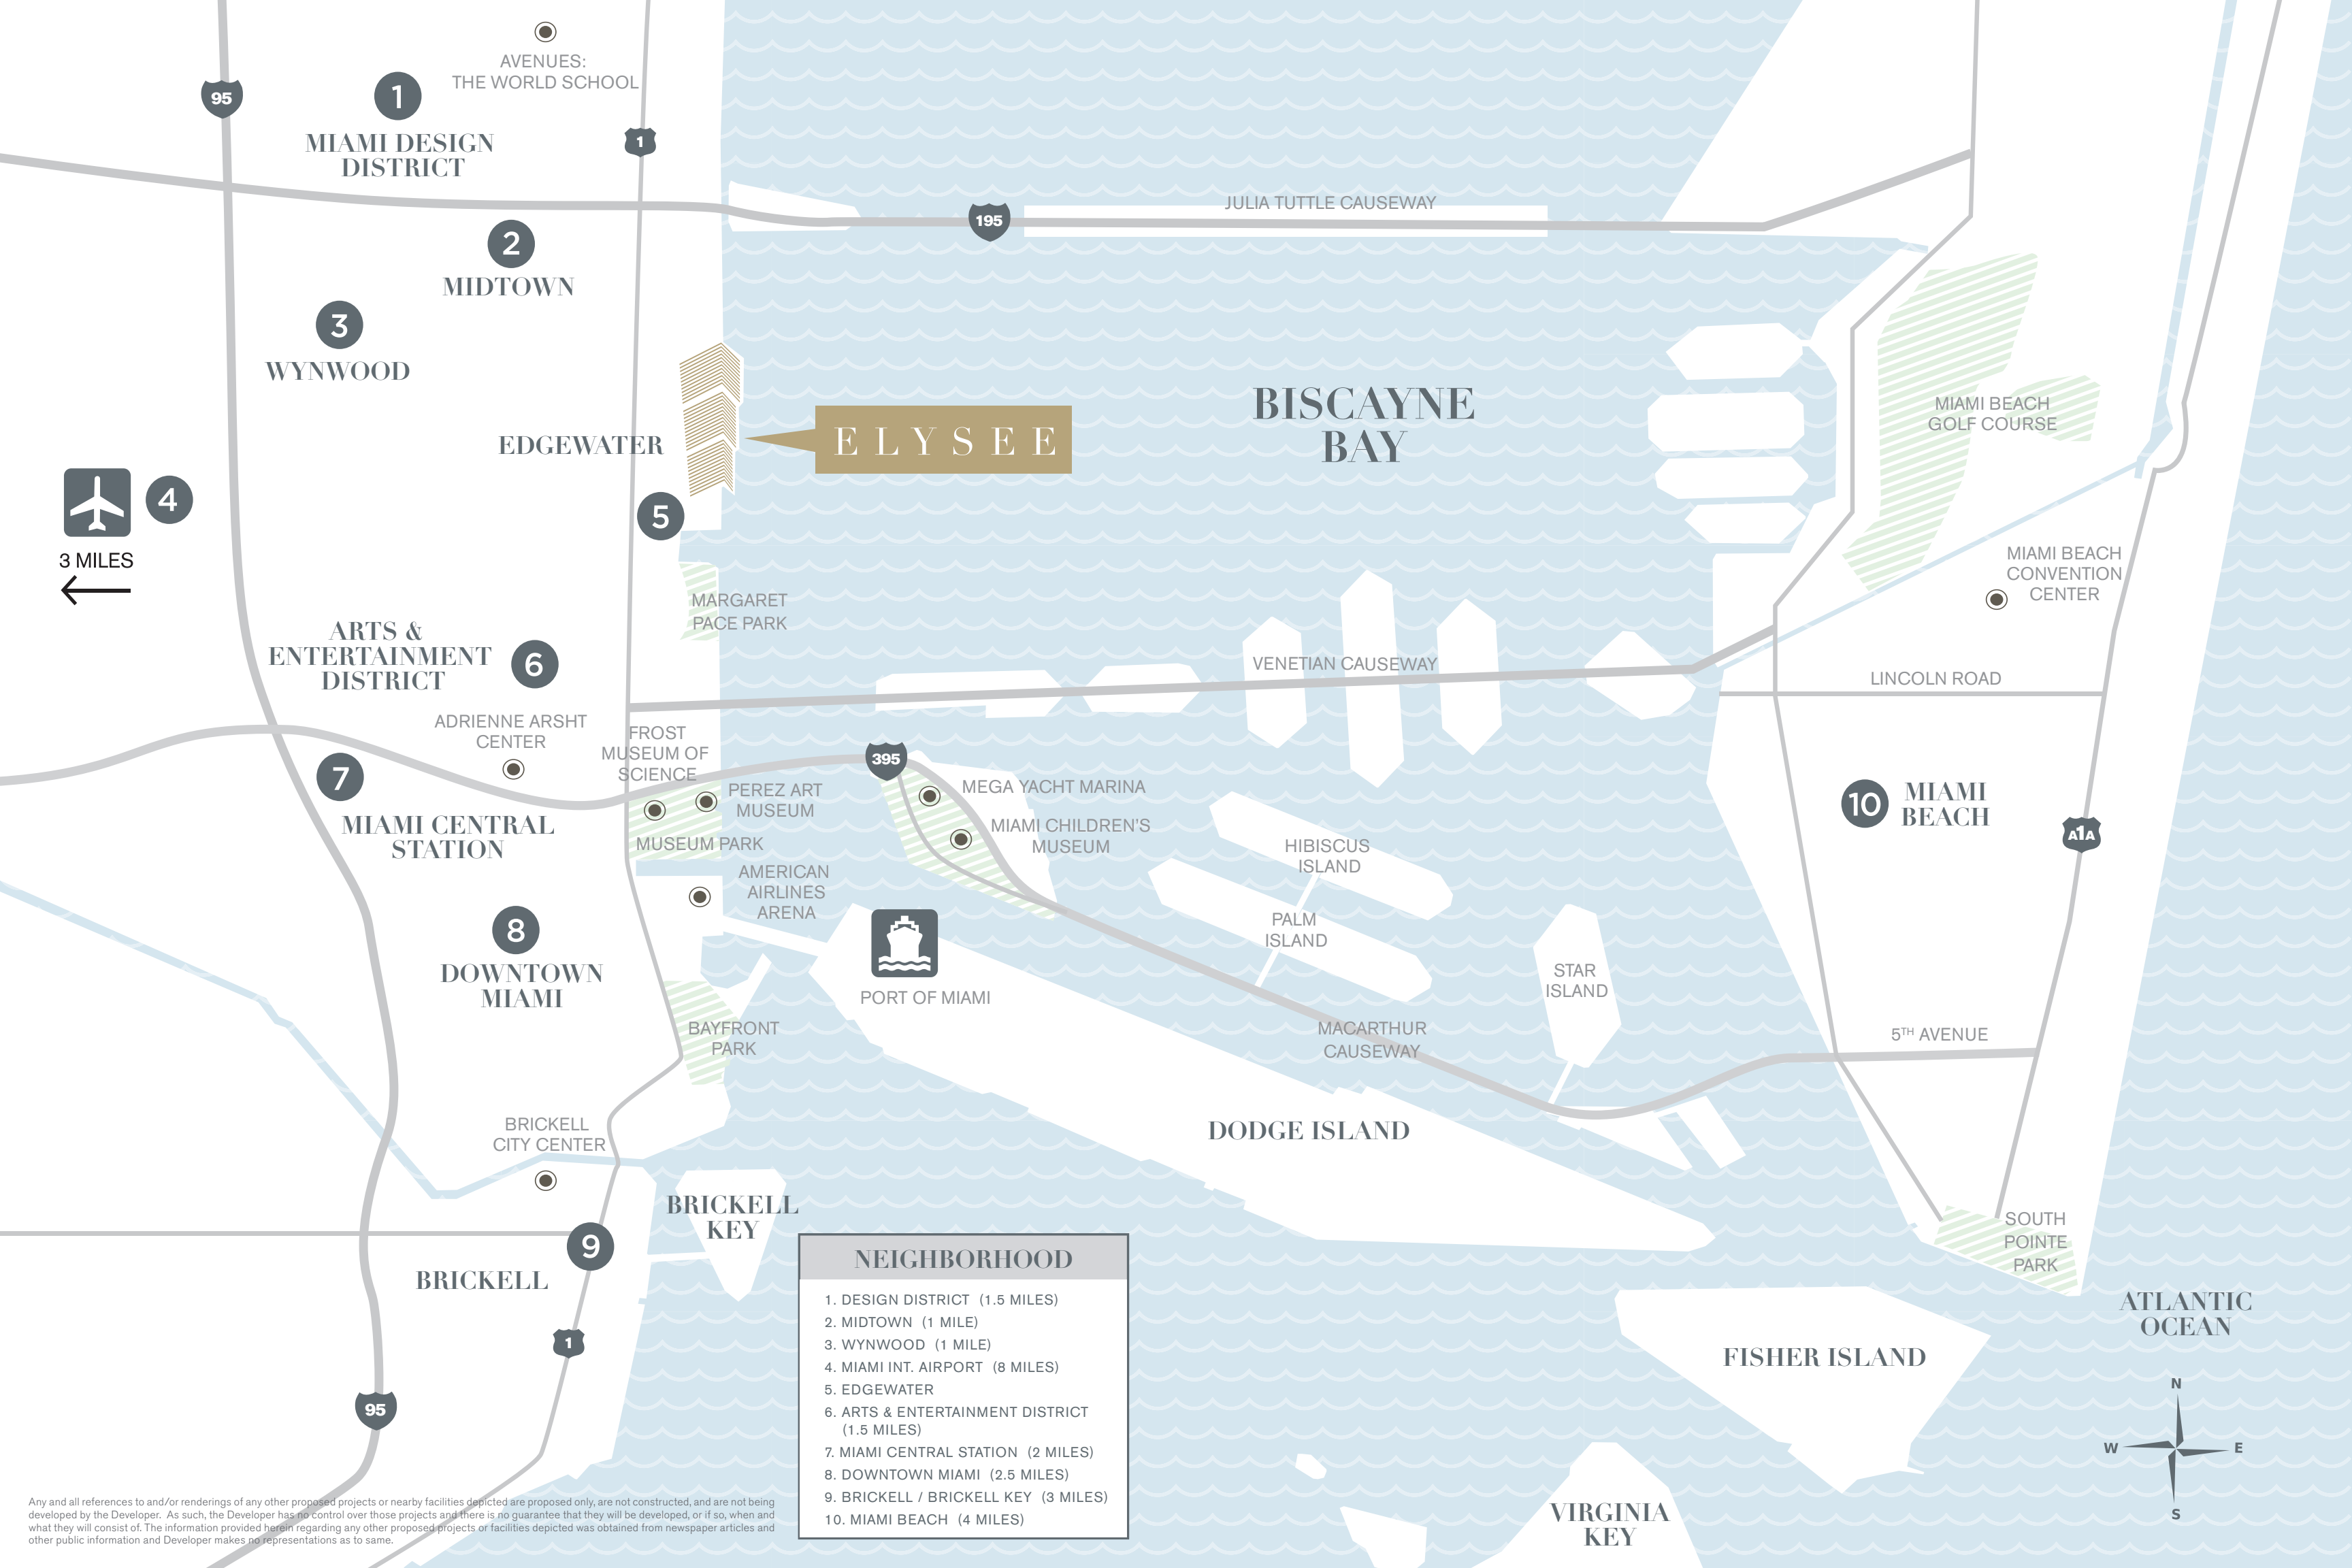 AVENUES:
THE WORLD SCHOOL
95
1
MIAMI DESIGN
DISTRICT
1
195
JULIA TUTTLE CAUSEWAY
2
MIDTOWN
3
WYNWOOD
EDGEWATER
ELYSEE
BISCAYNE
BAY
MIAMI BEACH
GOLF COURSE
4
3 MILES
5
MIAMI BEACH
CONVENTION
CENTER
MARGARET
PACE PARK
ARTS &
ENTERTAINMENT
DISTRICT
6
VENETIAN CAUSEWAY
LINCOLN ROAD
ADRIENNE ARSHT
CENTER
FROST
MUSEUM OF
SCIENCE
395
7
MIAMI CENTRAL
STATION
PEREZ ART
MUSEUM
MUSEUM PARK
MEGA YACHT MARINA
MIAMI CHILDREN'S
MUSEUM
HIBISCUS
ISLAND
10
MIAMI
BEACH
A1A
AMERICAN
AIRLINES
ARENA
8
DOWNTOWN
MIAMI
PORT OF MIAMI
PALM
ISLAND
STAR
ISLAND
BAYFRONT
PARK
MACARTHUR
CAUSEWAY
5TH AVENUE
BRICKELL
CITY CENTER
DODGE ISLAND
BRICKELL
KEY
9
BRICKELL
SOUTH
POINTE
PARK
1
95
ATLANTIC
OCEAN
FISHER ISLAND
VIRGINIA
KEY
N
W
E
S
NEIGHBORHOOD
1. DESIGN DISTRICT (1.5 MILES)
2. MIDTOWN (1 MILE)
3. WYNWOOD (1 MILE)
4. MIAMI INT. AIRPORT (8 MILES)
5. EDGEWATER
6. ARTS & ENTERTAINMENT DISTRICT
(1.5 MILES)
7. MIAMI CENTRAL STATION (2 MILES)
8. DOWNTOWN MIAMI (2.5 MILES)
9. BRICKELL / BRICKELL KEY (3 MILES)
10. MIAMI BEACH (4 MILES)
Any and all references to and/or renderings of any other proposed projects or nearby facilities depicted are proposed only, are not constructed, and are not being
developed by the Developer. As such, the Developer has no control over those projects and there is no guarantee that they will be developed, or if so, when and
what they will consist of. The information provided herein regarding any other proposed projects or facilities depicted was obtained from newspaper articles and
other public information and Developer makes no representations as to same.